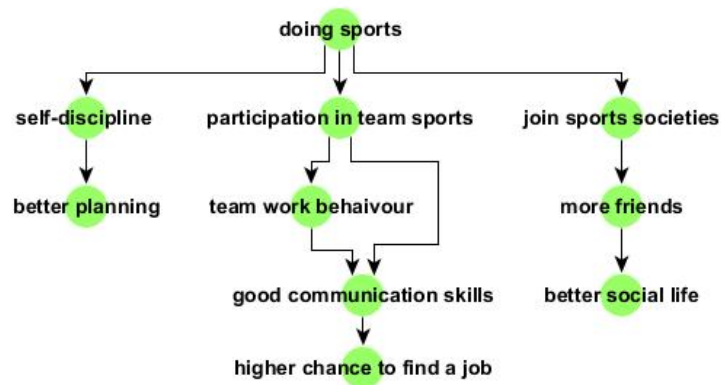 doing sports
self-discipline
participation in team sports
join sports societies
better planning
team work behaivour
more friends
good communication skills
better social life
higher chance to find a job